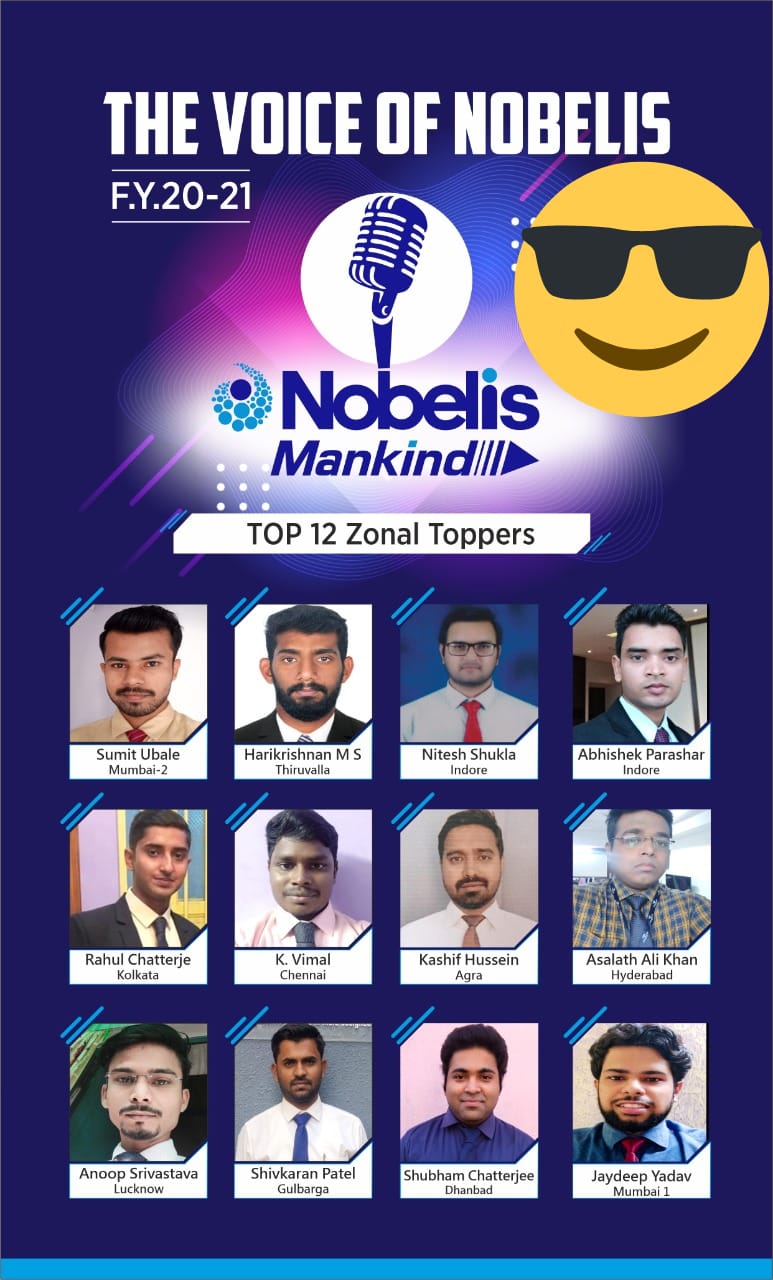 THE VOICE OF NOBELIS
F.Y.20-21
Nobelis
Mankind
TOP 12 Zonal Toppers
Sumit Ubale
Mumbai-2
Harikrishnan M S
Thiruvalla
Nitesh Shukla
Indore
Abhishek Parashar
Indore
Rahul Chatterje
Kolkata
K. Vimal
Chennai
Kashif Hussein
Agra
Asalath Ali Khan
Hyderabad
Anoop Srivastava
Lucknow
Shivkaran Patel
Gulbarga
Shubham Chatterjee
Dhanbad
Jaydeep Yadav
Mumbai 1